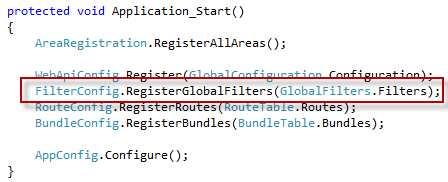 protected void Application_Start()
{
AreaRegistration.RegisterAllAreas();
WebApiConfig.Register(GlobalConfiguration.Configuration);
FilterConfig.RegisterGlobalFilters(GlobalFilters.Filters);
RouteConfig.RegisterRoutes(RouteTable.Routes);
BundleConfig.RegisterBundles(BundleTable.Bundles);
AppConfig.Configure();
}